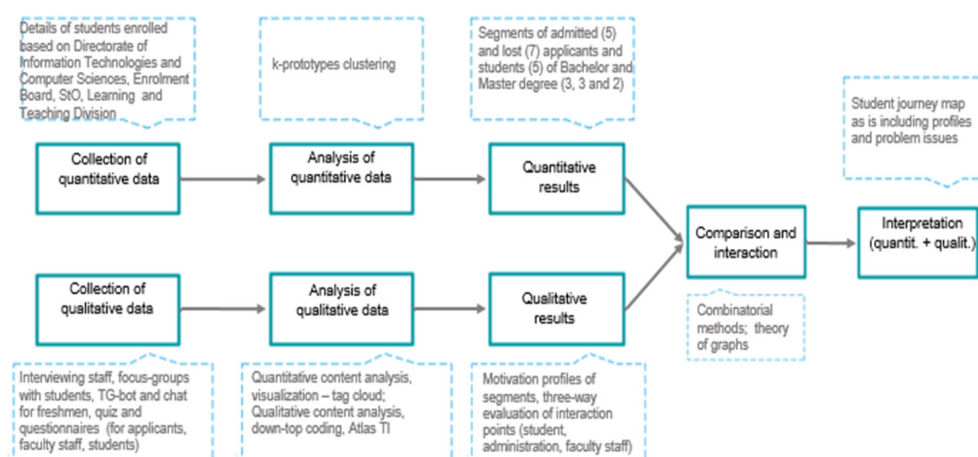 Details of students enrolled
based on Directorate of
Information Technologies and
Computer Sciences, Enrolment
Board, StO, Learning and
Teaching Division
k-prototypes clustering
Segments of admitted (5)
and lost (7) applicants and
students (5) of Bachelor and
Master degree (3, 3 and 2)
Student journey map
as is including profiles
and problem issues
Collection of
quantitative data
Analysis of
quantitative data
Quantitative
results
Comparison and
interaction
Interpretation
(quantit. + qualit.)
Collection of
qualitative data
Analysis of
qualitative data
Qualitative
results
Combinatorial
methods; theory
of graphs
Interviewing staff, focus-groups
with students, TG-bot and chat
for freshmen, quiz and
questionnaires (for applicants,
faculty staff, students)
Quantitative content analysis,
visualization – tag cloud;
Qualitative content analysis,
down-top coding, Atlas TI
Motivation profiles of
segments, three-way
evaluation of interaction
points (student,
administration, faculty staff)